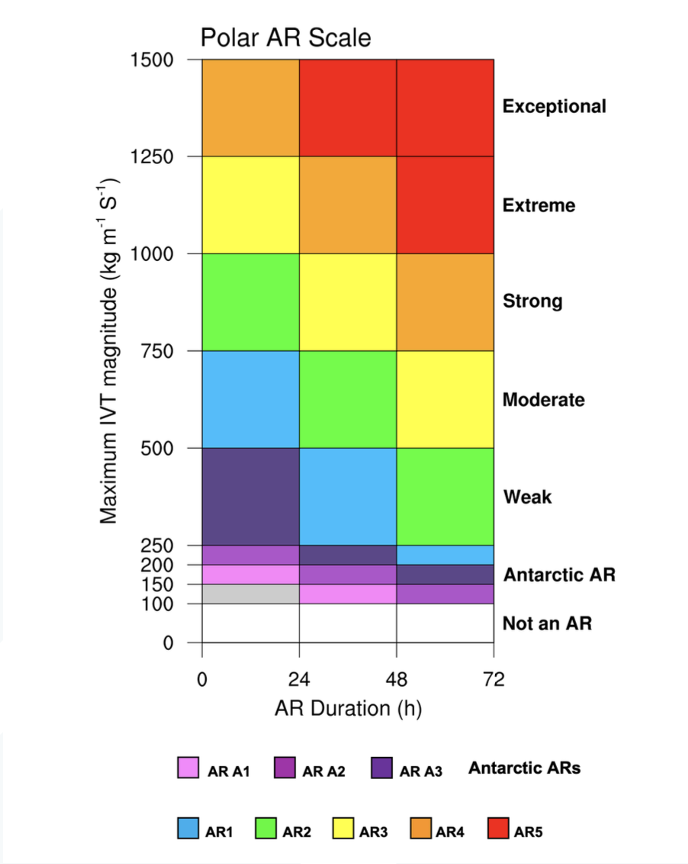 Polar AR Scale
1500
Exceptional
1250
Extreme
1000
Strong
750
Moderate
500
Weak
250
200
Antarctic AR
150
100
Not an AR
0
Maximum IVT magnitude (kg m⁻¹ S⁻¹)
0 24 48 72
AR Duration (h)
AR A1 AR A2 AR A3 Antarctic ARs
AR1 AR2 AR3 AR4 AR5